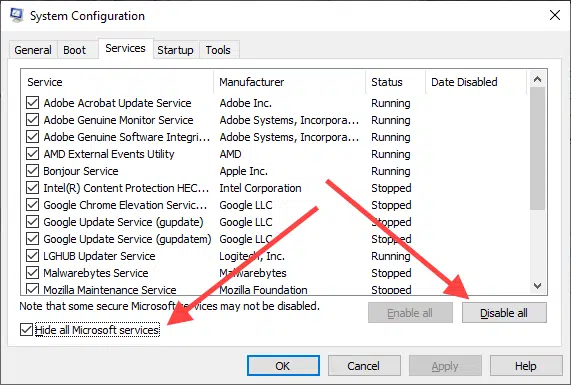 System Configuration
General Boot Services Startup Tools
Service Manufacturer Status Date Disabled
Adobe Acrobat Update Service Adobe Inc. Running
Adobe Genuine Monitor Service Adobe Systems, Incorpora... Running
Adobe Genuine Software Integri... Adobe Systems, Incorpora... Running
AMD External Events Utility AMD Running
Bonjour Service Apple Inc. Running
Intel(R) Content Protection HEC... Intel Corporation Stopped
Google Chrome Elevation Servic... Google LLC Stopped
Google Update Service (gupdate) Google LLC Stopped
Google Update Service (gupdatem) Google LLC Stopped
LGHUB Updater Service Logitech, Inc. Running
Malwarebytes Service Malwarebytes Stopped
Mozilla Maintenance Service Mozilla Foundation Stopped
Note that some secure Microsoft services may not be disabled.
Enable all Disable all
Hide all Microsoft services
OK Cancel Apply Help